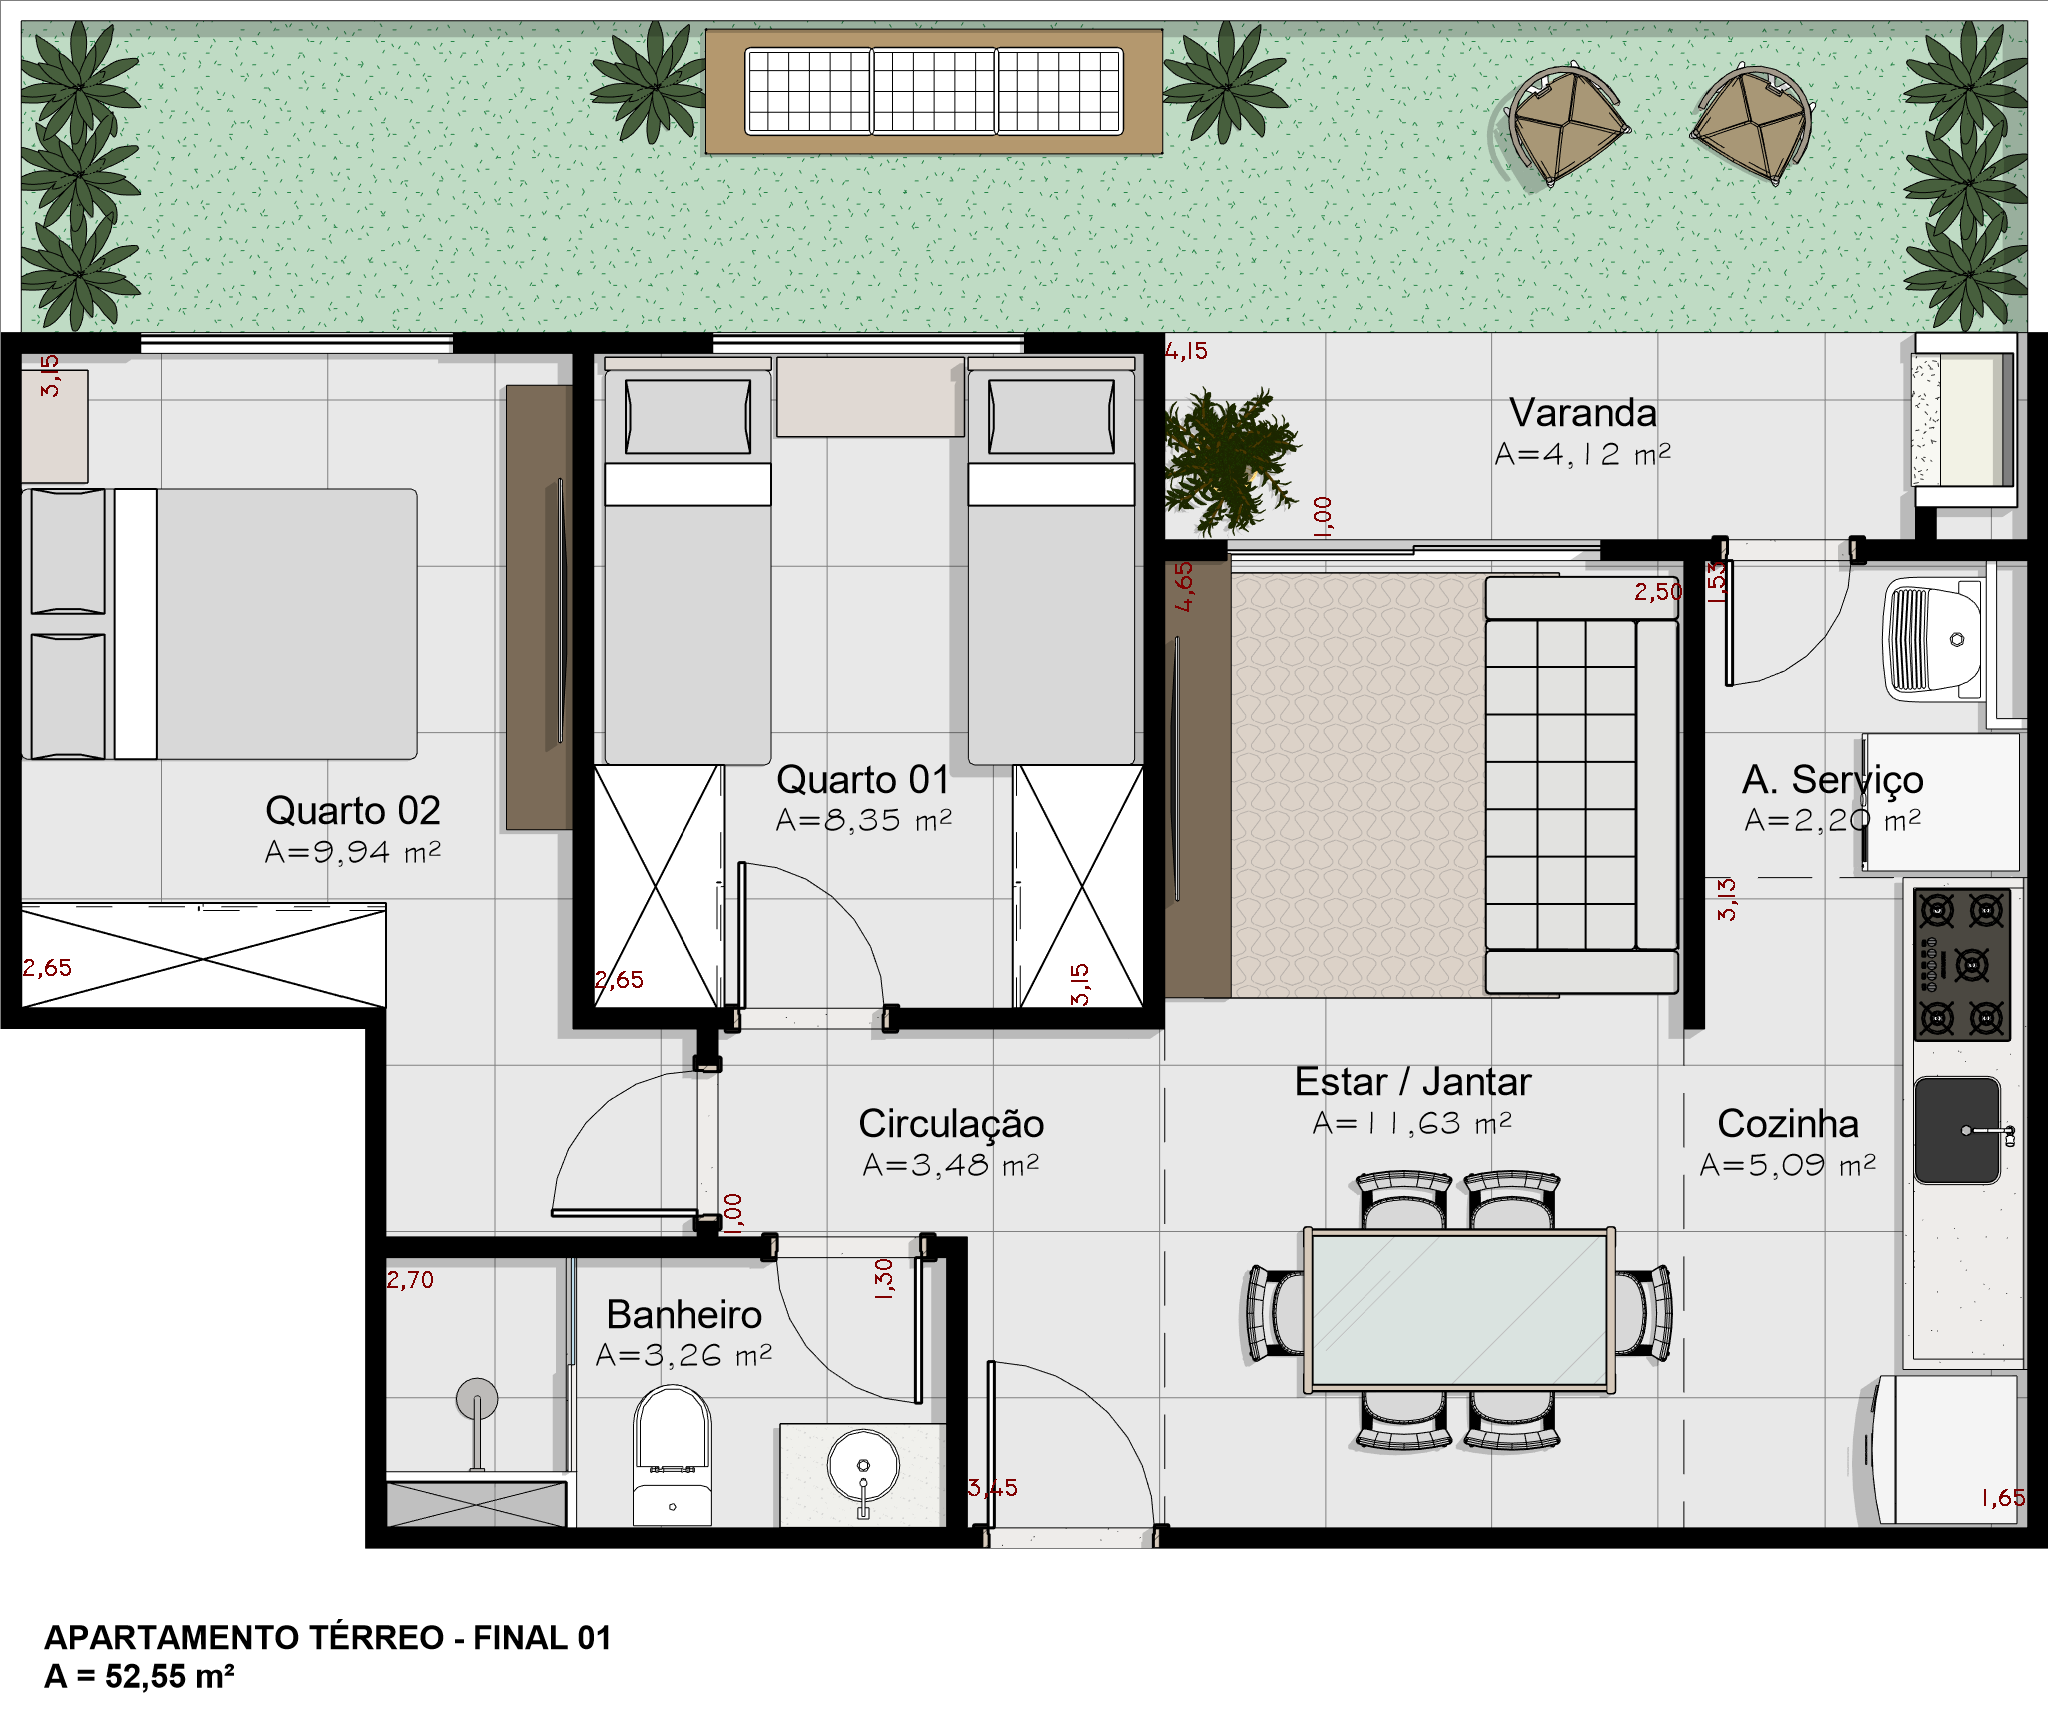 3,15
4,15
Varanda
A=4,12 m²
1,00
4,65
2,50
1,53
Quarto 02
A=9,94 m²
Quarto 01
A=8,35 m²
A. Serviço
A=2,20 m²
3,13
2,65
2,65
3,15
Estar / Jantar
A=11,63 m²
Circulação
A=3,48 m²
Cozinha
A=5,09 m²
1,00
2,70
1,30
Banheiro
A=3,26 m²
3,45
1,65
APARTAMENTO TÉRREO - FINAL 01
A = 52,55 m²